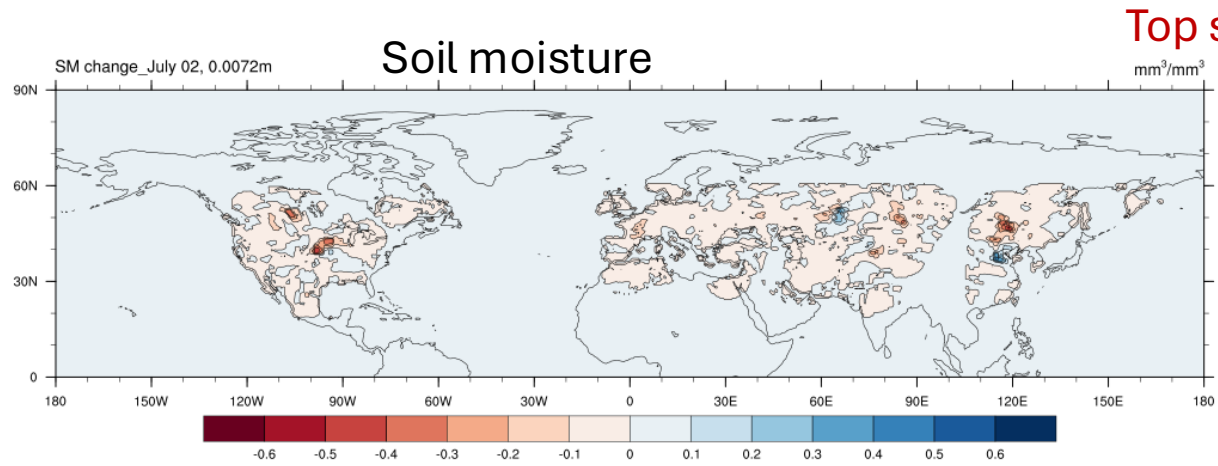 Top s
Soil moisture
SM change_July 02, 0.0072m
mm³/mm³
90N
60N
30N
0
180 150W 120W 90W 60W 30W 0 30E 60E 90E 120E 150E 180
-0.6 -0.5 -0.4 -0.3 -0.2 -0.1 0 0.1 0.2 0.3 0.4 0.5 0.6